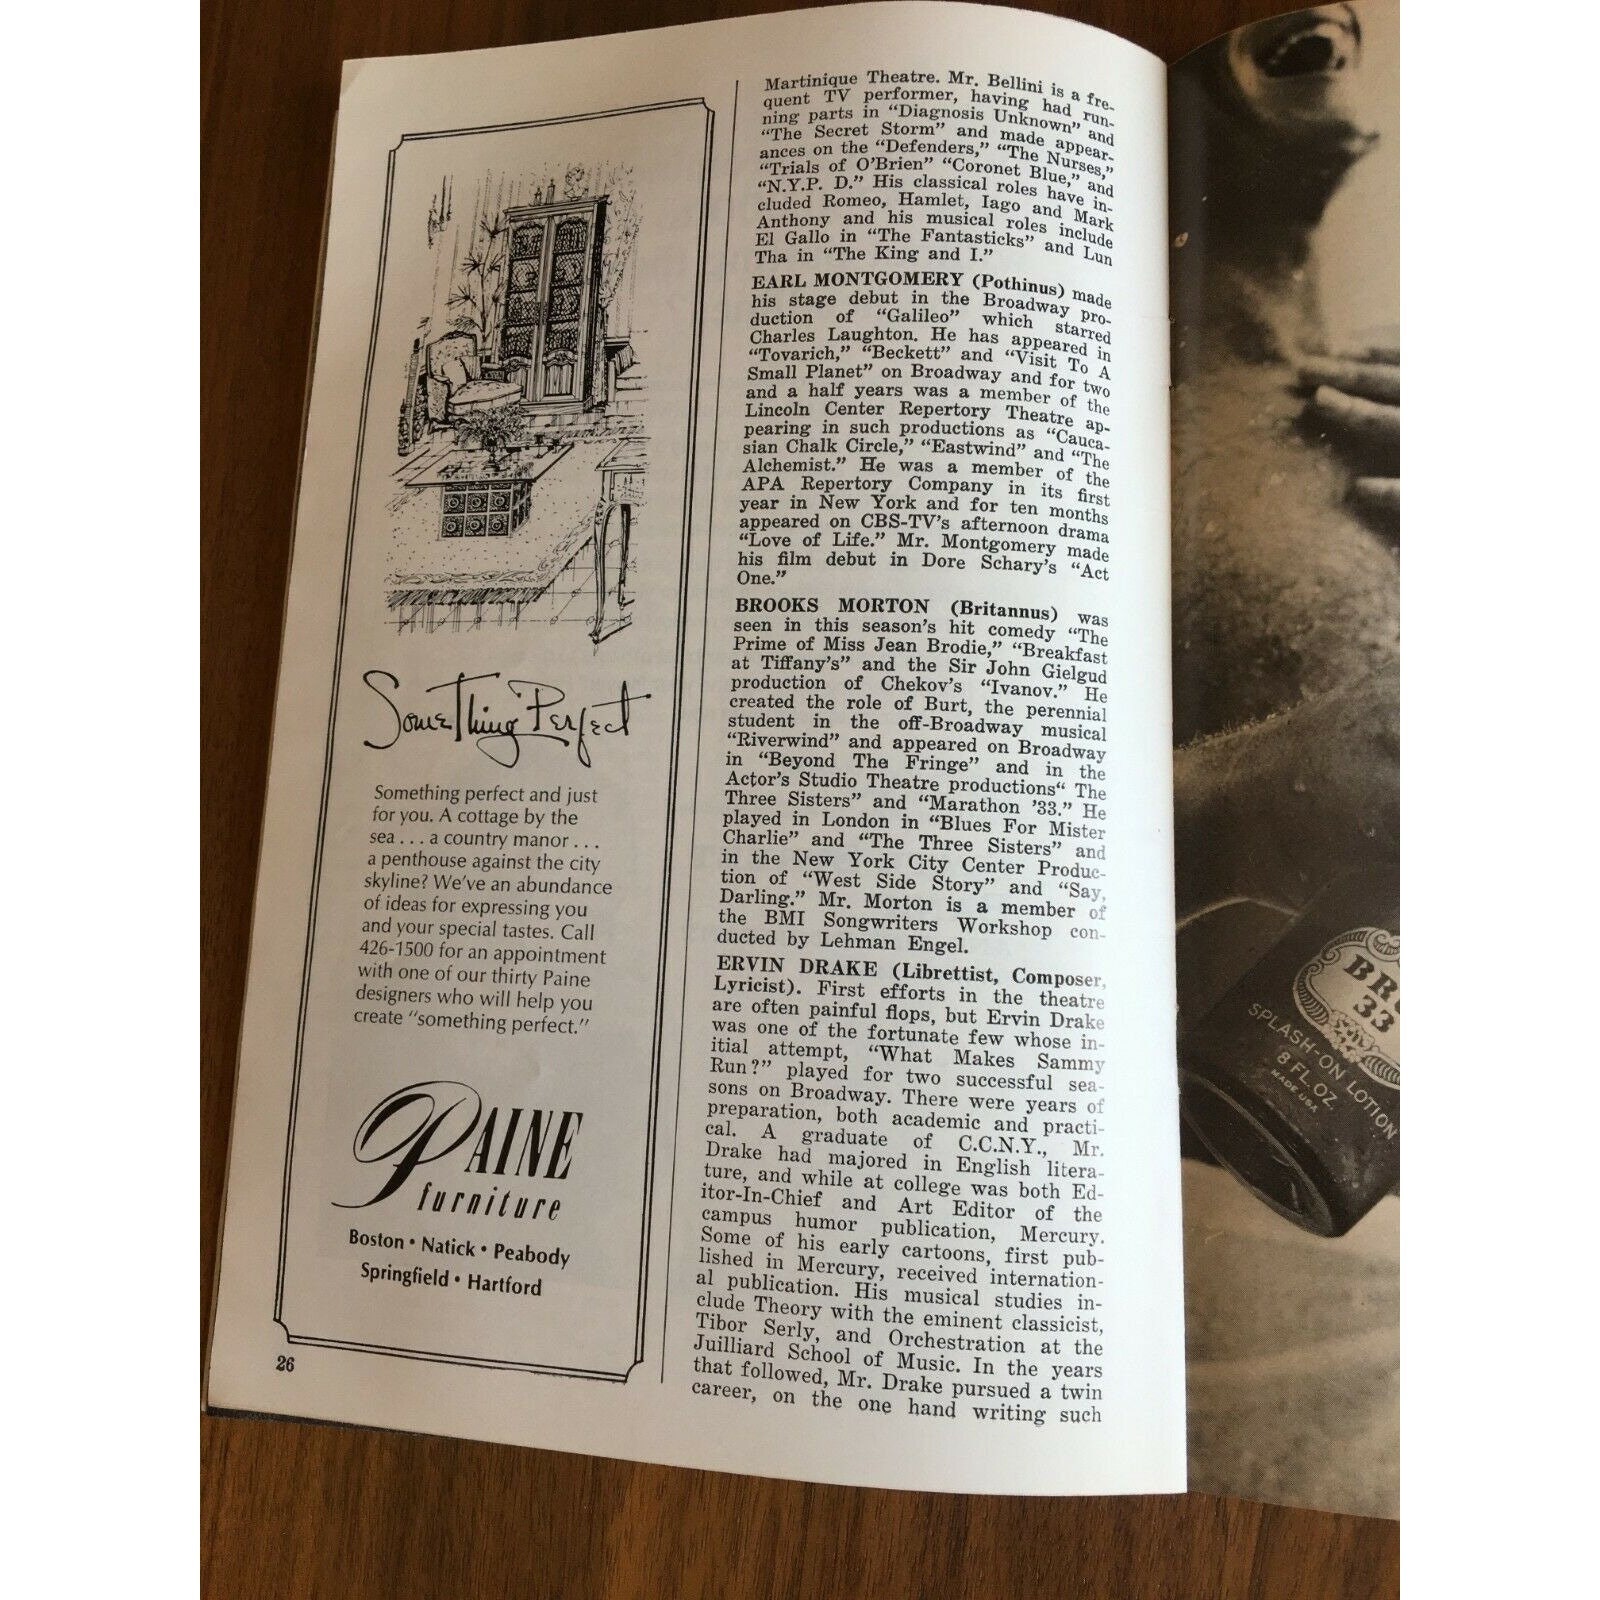 Something Perfect
Something perfect and just
for you. A cottage by the
sea . . . a country manor . . .
a penthouse against the city
skyline? We've an abundance
of ideas for expressing you
and your special tastes. Call
426-1500 for an appointment
with one of our thirty Paine
designers who will help you
create "something perfect."
PAINE
furniture
Boston • Natick • Peabody
Springfield • Hartford
26
Martinique Theatre. Mr. Bellini is a fre-
quent TV performer, having had run-
ning parts in "Diagnosis Unknown" and
"The Secret Storm" and made appear-
ances on the "Defenders," "The Nurses,"
"Trials of O'Brien" "Coronet Blue," and
"N.Y.P. D." His classical roles have in-
cluded Romeo, Hamlet, Iago and Mark
Anthony and his musical roles include
El Gallo in "The Fantasticks" and Lun
Tha in "The King and I."
EARL MONTGOMERY (Pothinus) made
his stage debut in the Broadway pro-
duction of "Galileo" which starred
Charles Laughton. He has appeared in
"Tovarich," "Beckett" and "Visit To A
Small Planet" on Broadway and for two
and a half years was a member of the
Lincoln Center Repertory Theatre ap-
pearing in such productions as "Cauca-
sian Chalk Circle," "Eastwind" and "The
Alchemist." He was a member of the
APA Repertory Company in its first
year in New York and for ten months
appeared on CBS-TV's afternoon drama
"Love of Life." Mr. Montgomery made
his film debut in Dore Schary's "Act
One."
BROOKS MORTON (Britannus) was
seen in this season's hit comedy "The
Prime of Miss Jean Brodie," "Breakfast
at Tiffany's" and the Sir John Gielgud
production of Chekov's "Ivanov." He
created the role of Burt, the perennial
student in the off-Broadway musical
"Riverwind" and appeared on Broadway
in "Beyond The Fringe" and in the
Actor's Studio Theatre productions" The
Three Sisters" and "Marathon '33." He
played in London in "Blues For Mister
Charlie" and "The Three Sisters" and
in the New York City Center Produc-
tion of "West Side Story" and "Say,
Darling." Mr. Morton is a member of
the BMI Songwriters Workshop con-
ducted by Lehman Engel.
ERVIN DRAKE (Librettist, Composer,
Lyricist). First efforts in the theatre
are often painful flops, but Ervin Drake
was one of the fortunate few whose in-
itial attempt, "What Makes Sammy
Run?" played for two successful sea-
sons on Broadway. There were years of
preparation, both academic and practi-
cal. A graduate of C.C.N.Y., Mr.
Drake had majored in English litera-
ture, and while at college was both Ed-
itor-In-Chief and Art Editor of the
campus humor publication, Mercury.
Some of his early cartoons, first pub-
lished in Mercury, received internation-
al publication. His musical studies in-
clude Theory with the eminent classicist,
Tibor Serly, and Orchestration at the
Juilliard School of Music. In the years
that followed, Mr. Drake pursued a twin
career, on the one hand writing such
33
SPLASH-ON LOTION
8 FL. OZ.
MADE USA